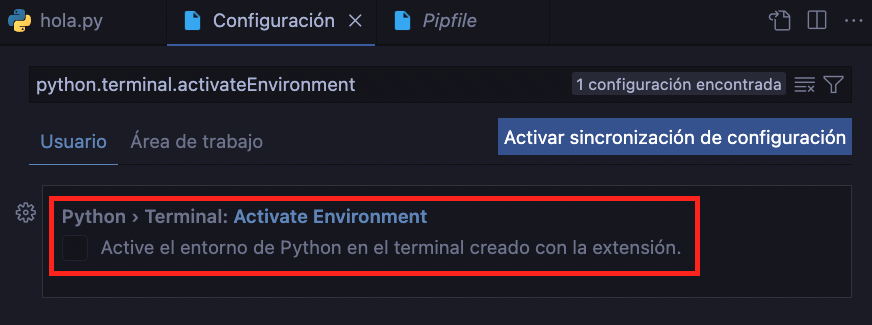 hola.py
Configuración
Pipfile
python.terminal.activateEnvironment
1 configuración encontrada
Usuario
Área de trabajo
Activar sincronización de configuración
Python › Terminal: Activate Environment
Active el entorno de Python en el terminal creado con la extensión.